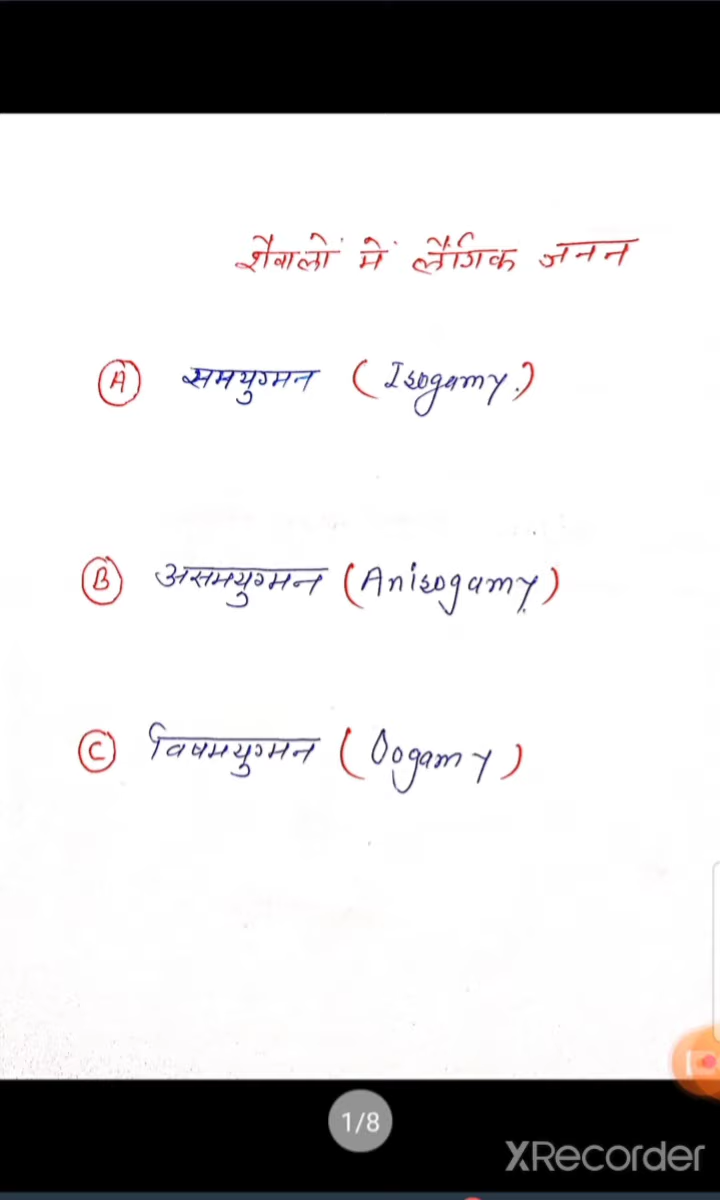 शैवालों में लैंगिक जनन
A समयुग्मन (Isogamy)
B असमयुग्मन (Anisogamy)
C विषमयुग्मन (Oogamy)
1/8
XRecorder